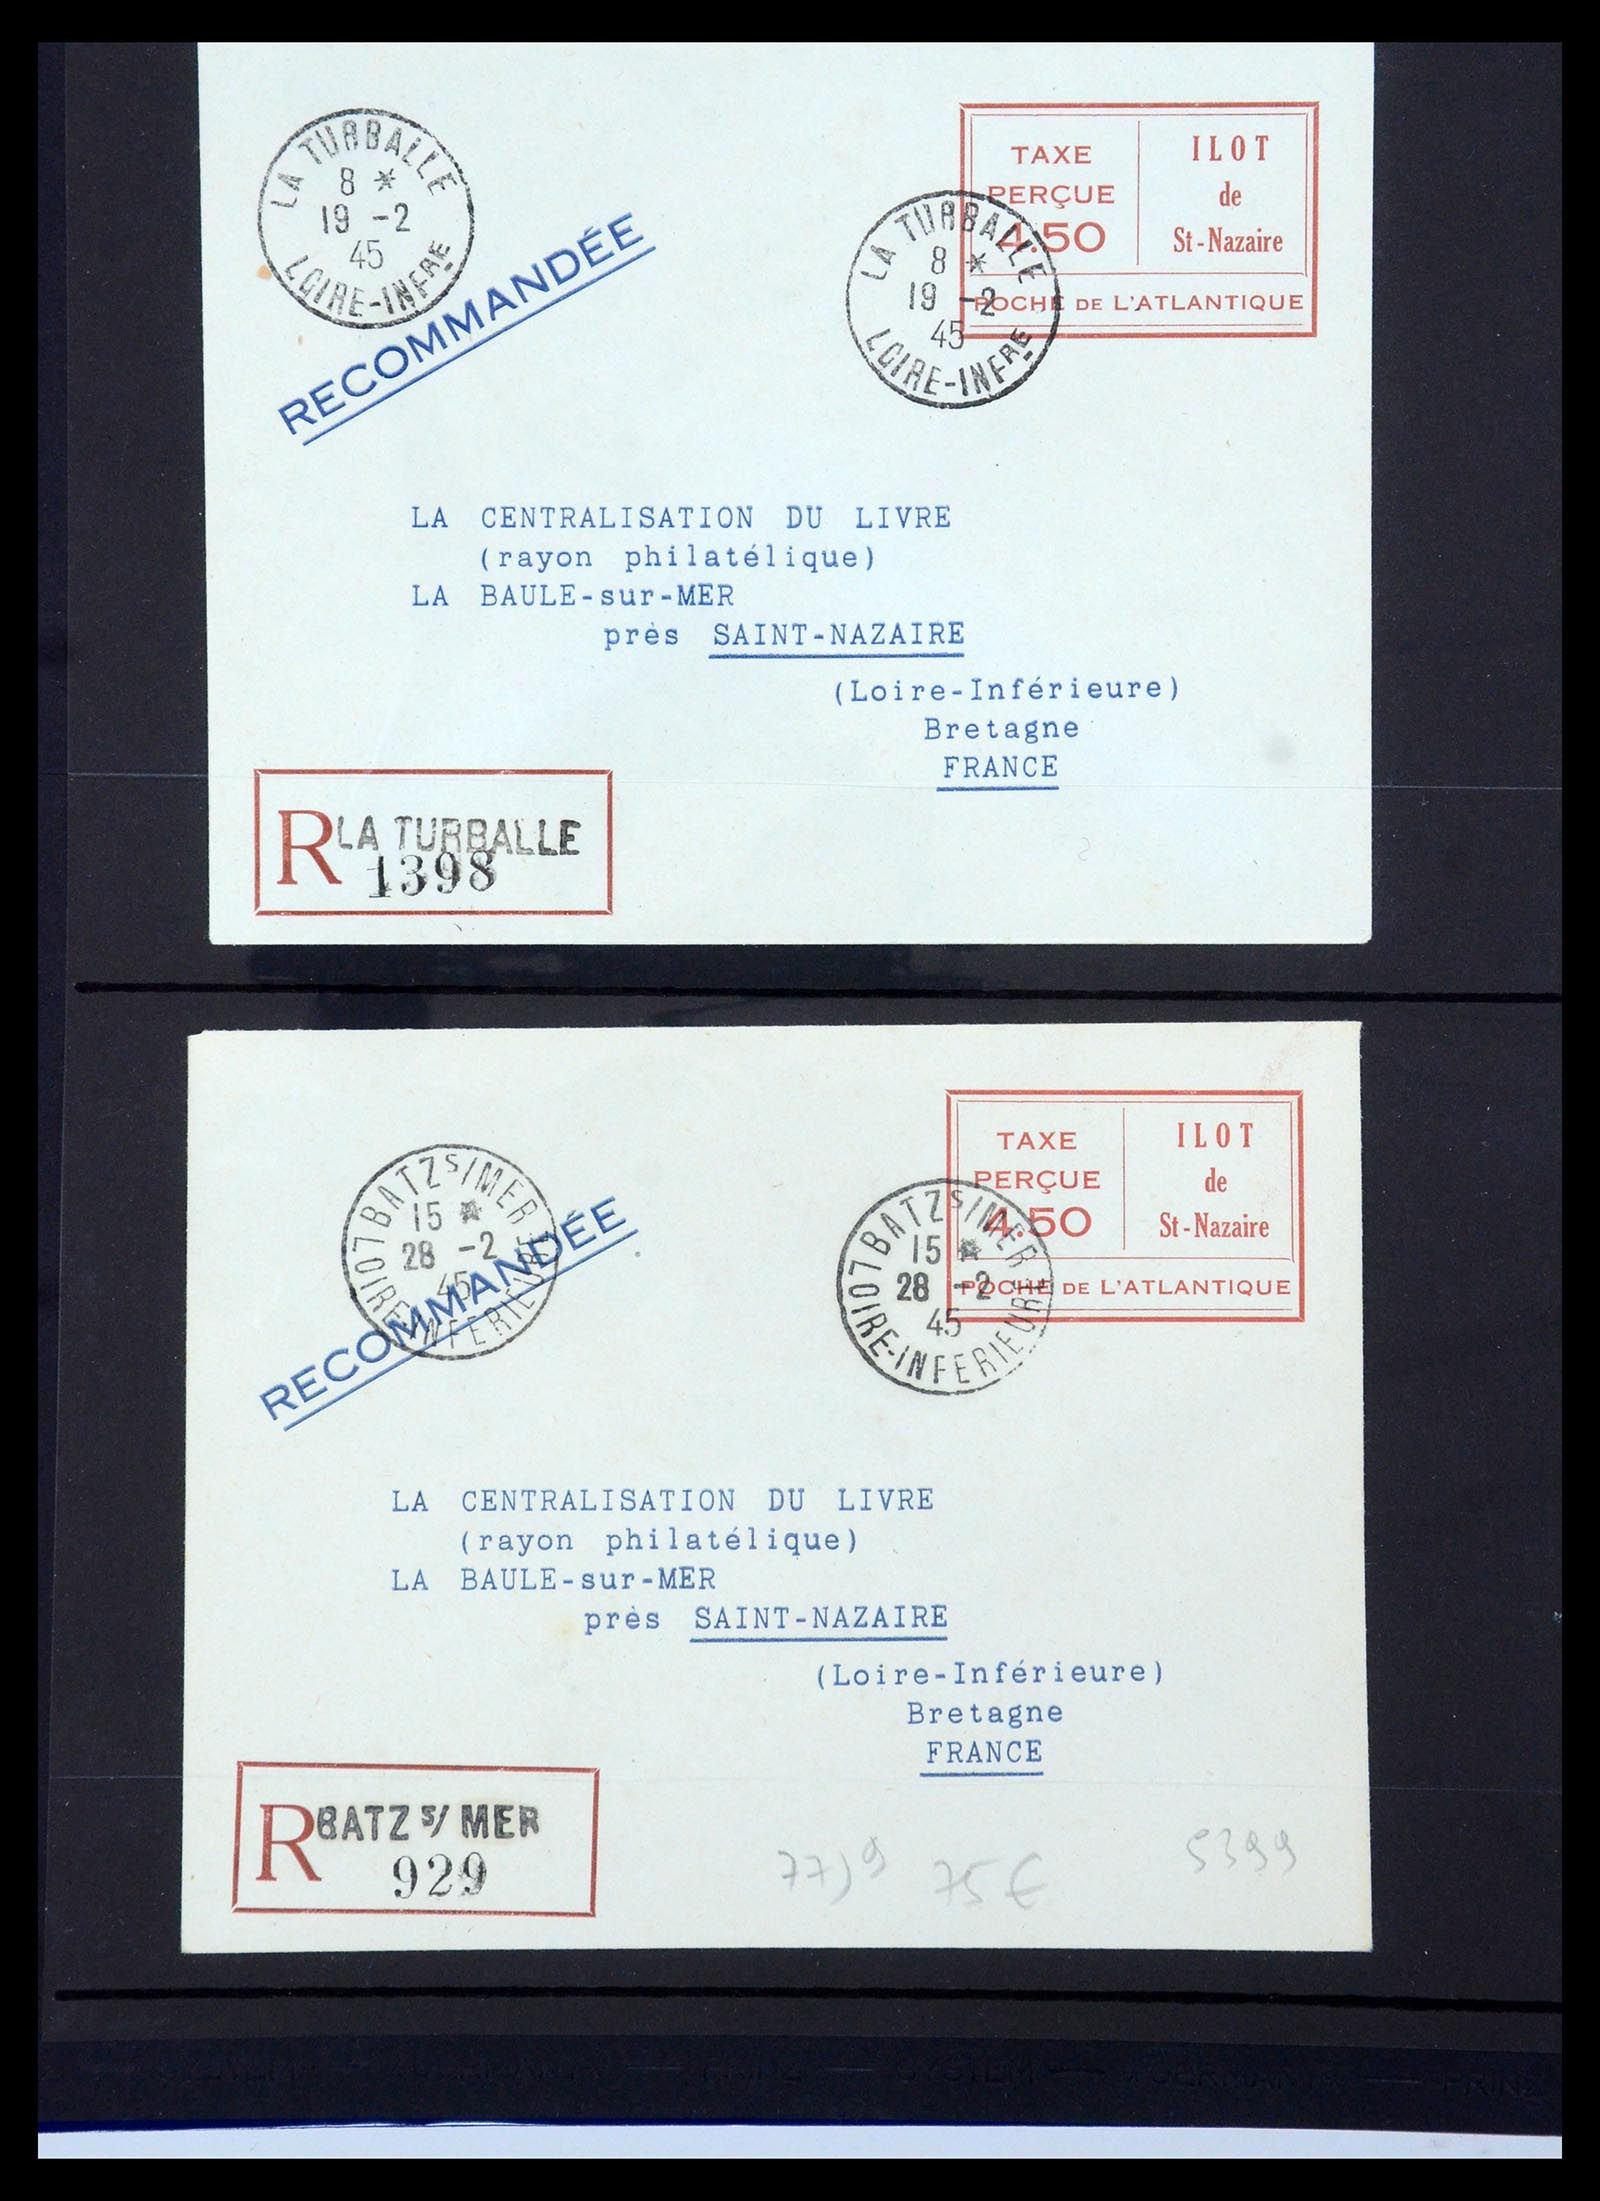 LA TURBALLE
8 *
19 -2
45
LOIRE-INFRE
RECOMMANDÉE
LA TURBALLE
8 *
19 -2
45
LOIRE-INFRE
TAXE
PERÇUE
4.50
ILOT
de
St-Nazaire
POCHE DE L'ATLANTIQUE
LA CENTRALISATION DU LIVRE
(rayon philatélique)
LA BAULE-sur-MER
près SAINT-NAZAIRE
(Loire-Inférieure)
Bretagne
FRANCE
R LA TURBALLE
1398
BATZ S/MER
15 *
28 -2
45
LOIRE-INFERIEURE
RECOMMANDÉE
BATZ S/MER
15 *
28 -2
45
LOIRE-INFERIEURE
TAXE
PERÇUE
4.50
ILOT
de
St-Nazaire
POCHE DE L'ATLANTIQUE
LA CENTRALISATION DU LIVRE
(rayon philatélique)
LA BAULE-sur-MER
près SAINT-NAZAIRE
(Loire-Inférieure)
Bretagne
FRANCE
R BATZ S/ MER
929
75 €
5399